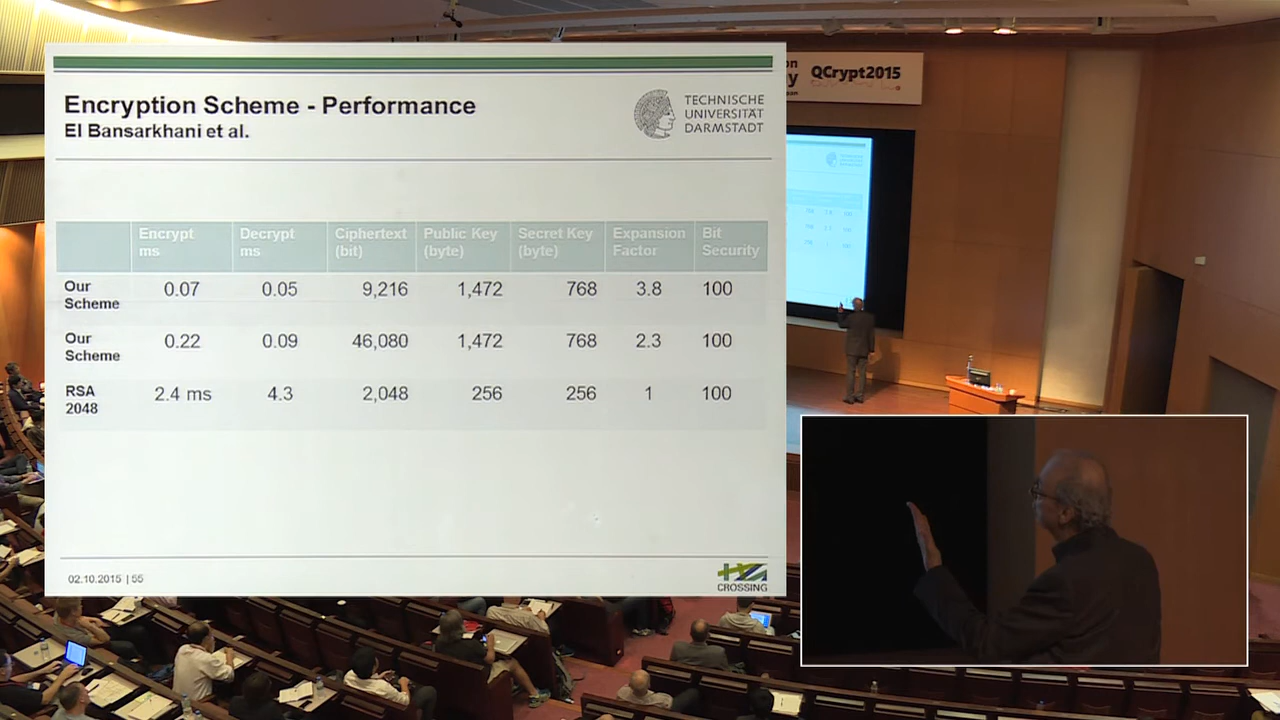 Encryption Scheme - Performance
El Bansarkhani et al.
TECHNISCHE
UNIVERSITÄT
DARMSTADT
Encrypt ms Decrypt ms Ciphertext (bit) Public Key (byte) Secret Key (byte) Expansion Factor Bit Security
Our Scheme 0.07 0.05 9,216 1,472 768 3.8 100
Our Scheme 0.22 0.09 46,080 1,472 768 2.3 100
RSA 2048 2.4 ms 4.3 2,048 256 256 1 100
02.10.2015 | 55
CROSSING
QCrypt2015